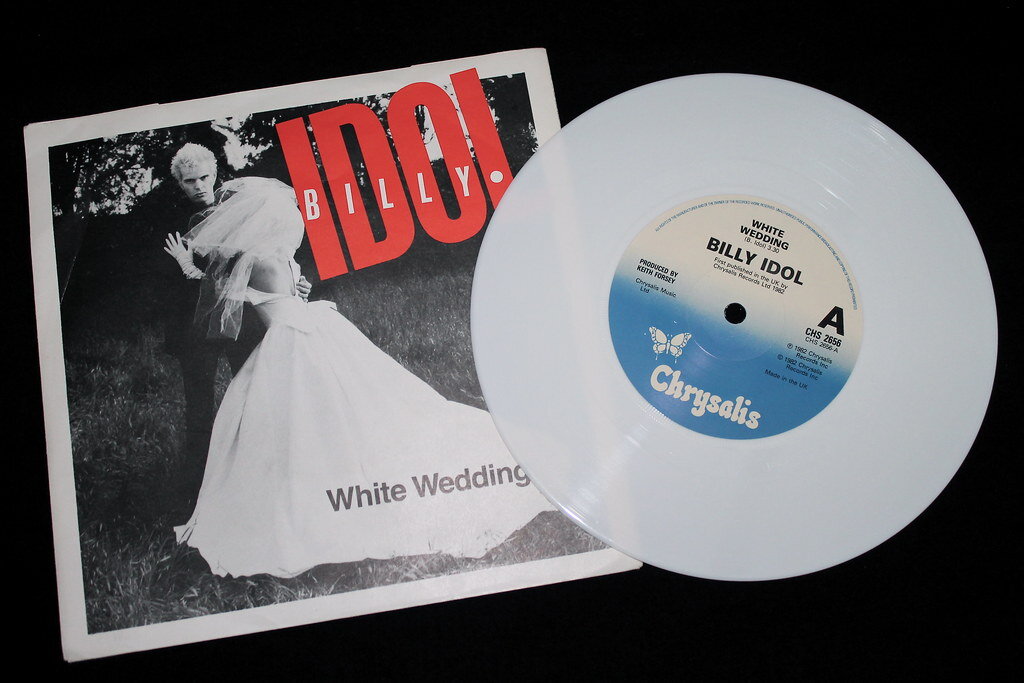 IDOL
BILLY.
White Wedding
WHITE
WEDDING
(B. Idol) 3.30
BILLY IDOL
First published in the UK by
Chrysalis Records Ltd 1982
PRODUCED BY
KEITH FORSEY
Chrysalis Music
Ltd
A
CHS 2656
CHS 2656-A
℗ 1982 Chrysalis
Records Inc
© 1982 Chrysalis
Records Inc
Made in the UK
Chrysalis